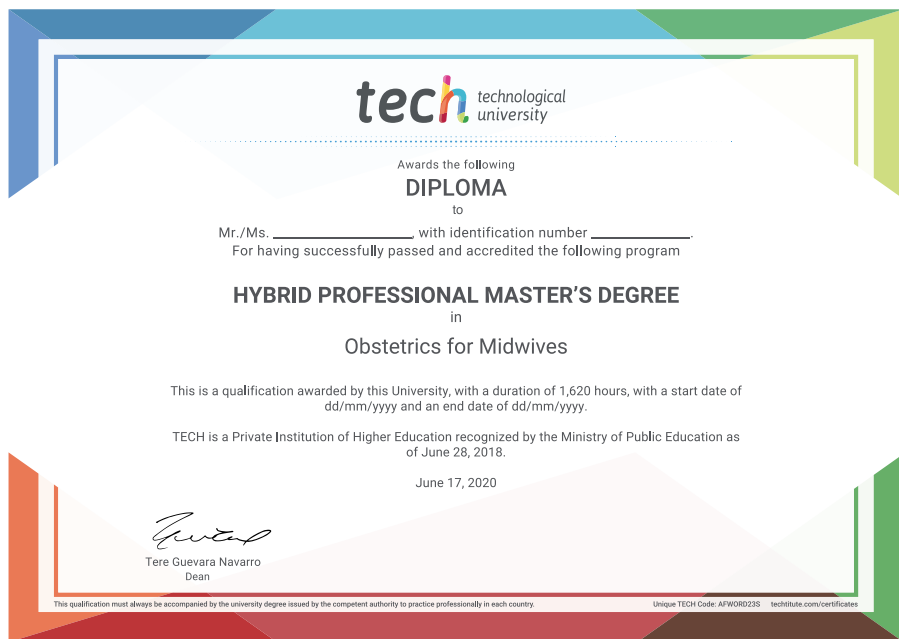 tech technological
university
Awards the following
DIPLOMA
to
Mr./Ms. __________________, with identification number _____________.
For having successfully passed and accredited the following program
HYBRID PROFESSIONAL MASTER'S DEGREE
in
Obstetrics for Midwives
This is a qualification awarded by this University, with a duration of 1,620 hours, with a start date of
dd/mm/yyyy and an end date of dd/mm/yyyy.
TECH is a Private Institution of Higher Education recognized by the Ministry of Public Education as
of June 28, 2018.
June 17, 2020
Tere Guevara Navarro
Dean
This qualification must always be accompanied by the university degree issued by the competent authority to practice professionally in each country.
Unique TECH Code: AFWORD23S techtitute.com/certificates